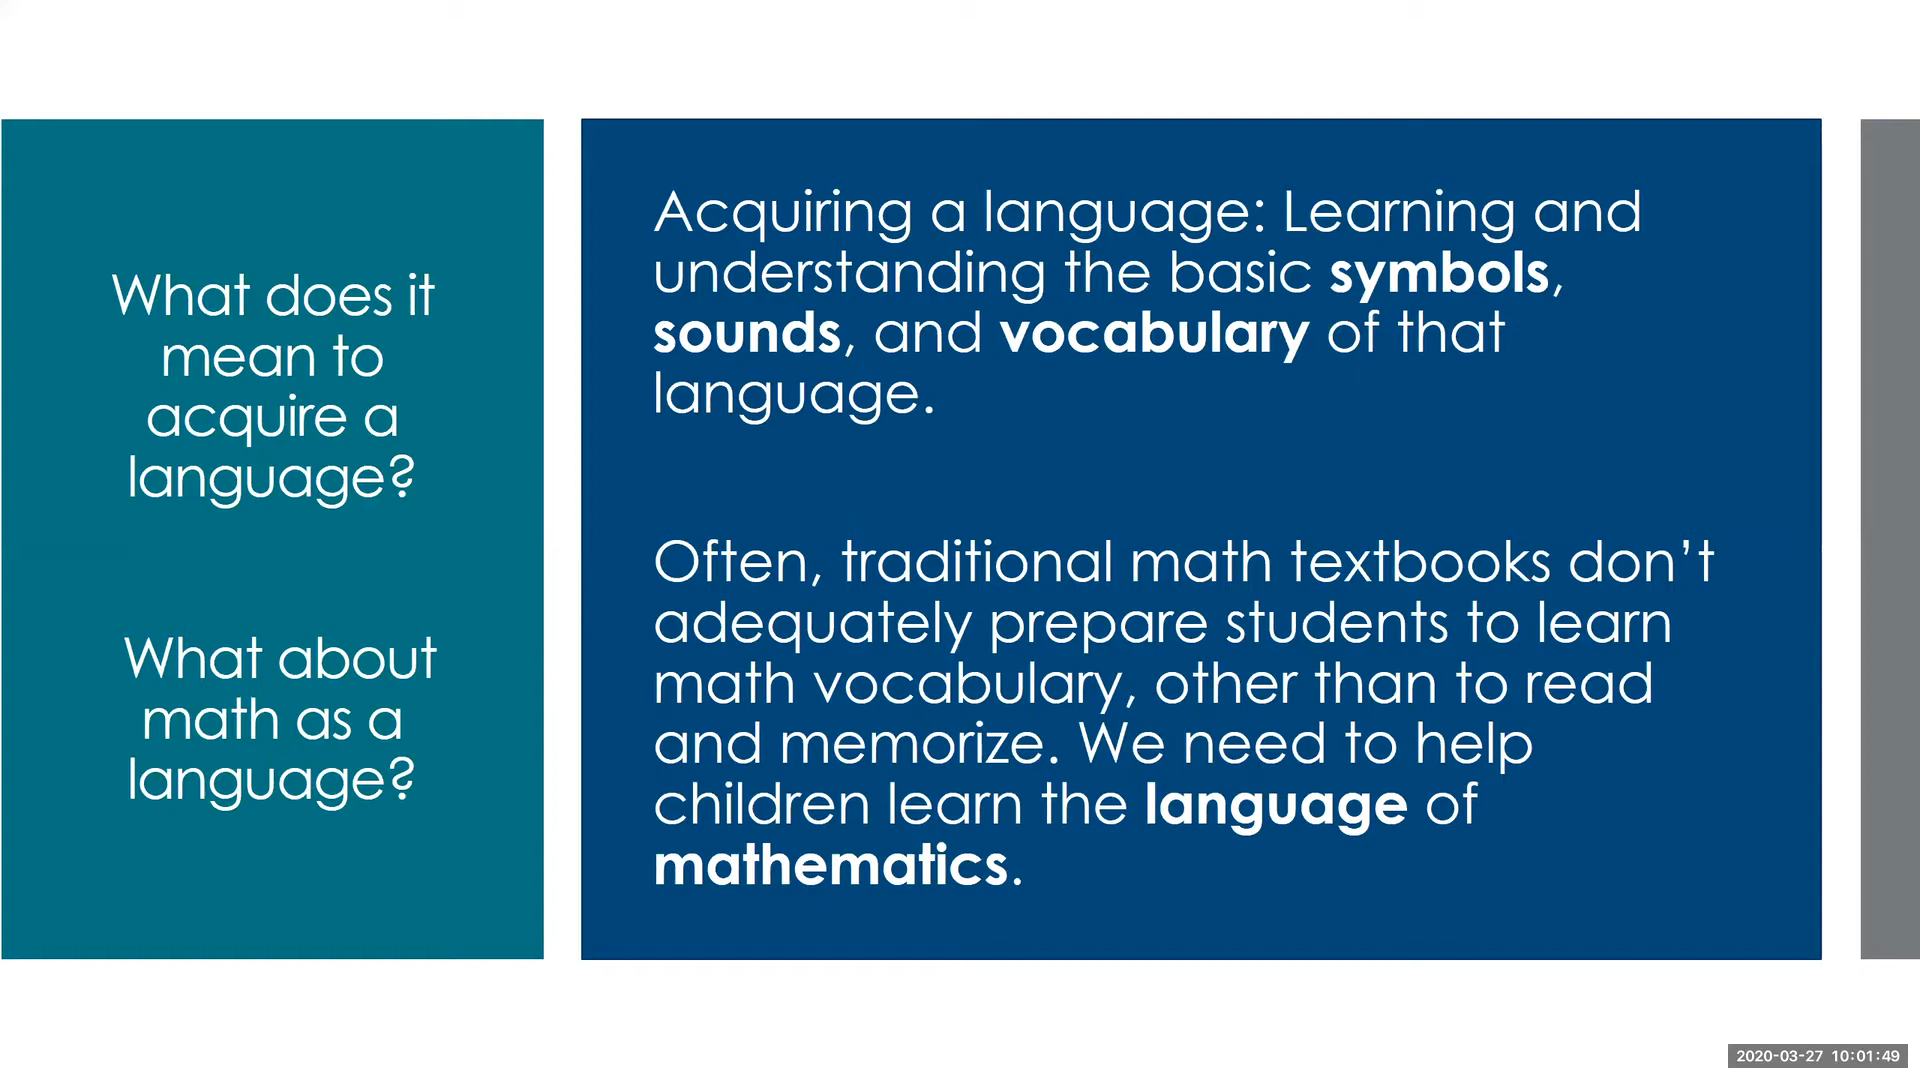 What does it
mean to
acquire a
language?
What about
math as a
language?
Acquiring a language: Learning and
understanding the basic symbols,
sounds, and vocabulary of that
language.
Often, traditional math textbooks don’t
adequately prepare students to learn
math vocabulary, other than to read
and memorize. We need to help
children learn the language of
mathematics.
2020-03-27 10:01:49